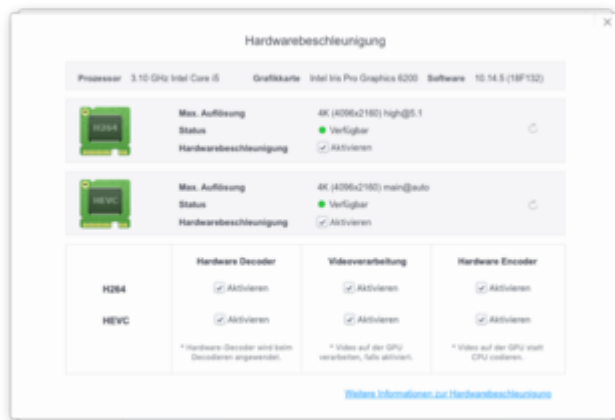 Hardwarebeschleunigung
Prozessor 3.10 GHz Intel Core i5 Grafikkarte Intel Iris Pro Graphics 6200 Software 10.14.5 (18F132)
H264
Max. Auflösung 4K (4096x2160) high@5.1
Status Verfügbar
Hardwarebeschleunigung Aktivieren
HEVC
Max. Auflösung 4K (4096x2160) main@auto
Status Verfügbar
Hardwarebeschleunigung Aktivieren
Hardware Decoder Videoverarbeitung Hardware Encoder
H264 Aktivieren Aktivieren Aktivieren
HEVC Aktivieren Aktivieren Aktivieren
* Hardware-Decoder wird beim * Video auf der GPU * Video auf der GPU statt
Decodieren angewendet. verarbeiten, falls aktiviert. CPU codieren.
Weitere Informationen zur Hardwarebeschleunigung